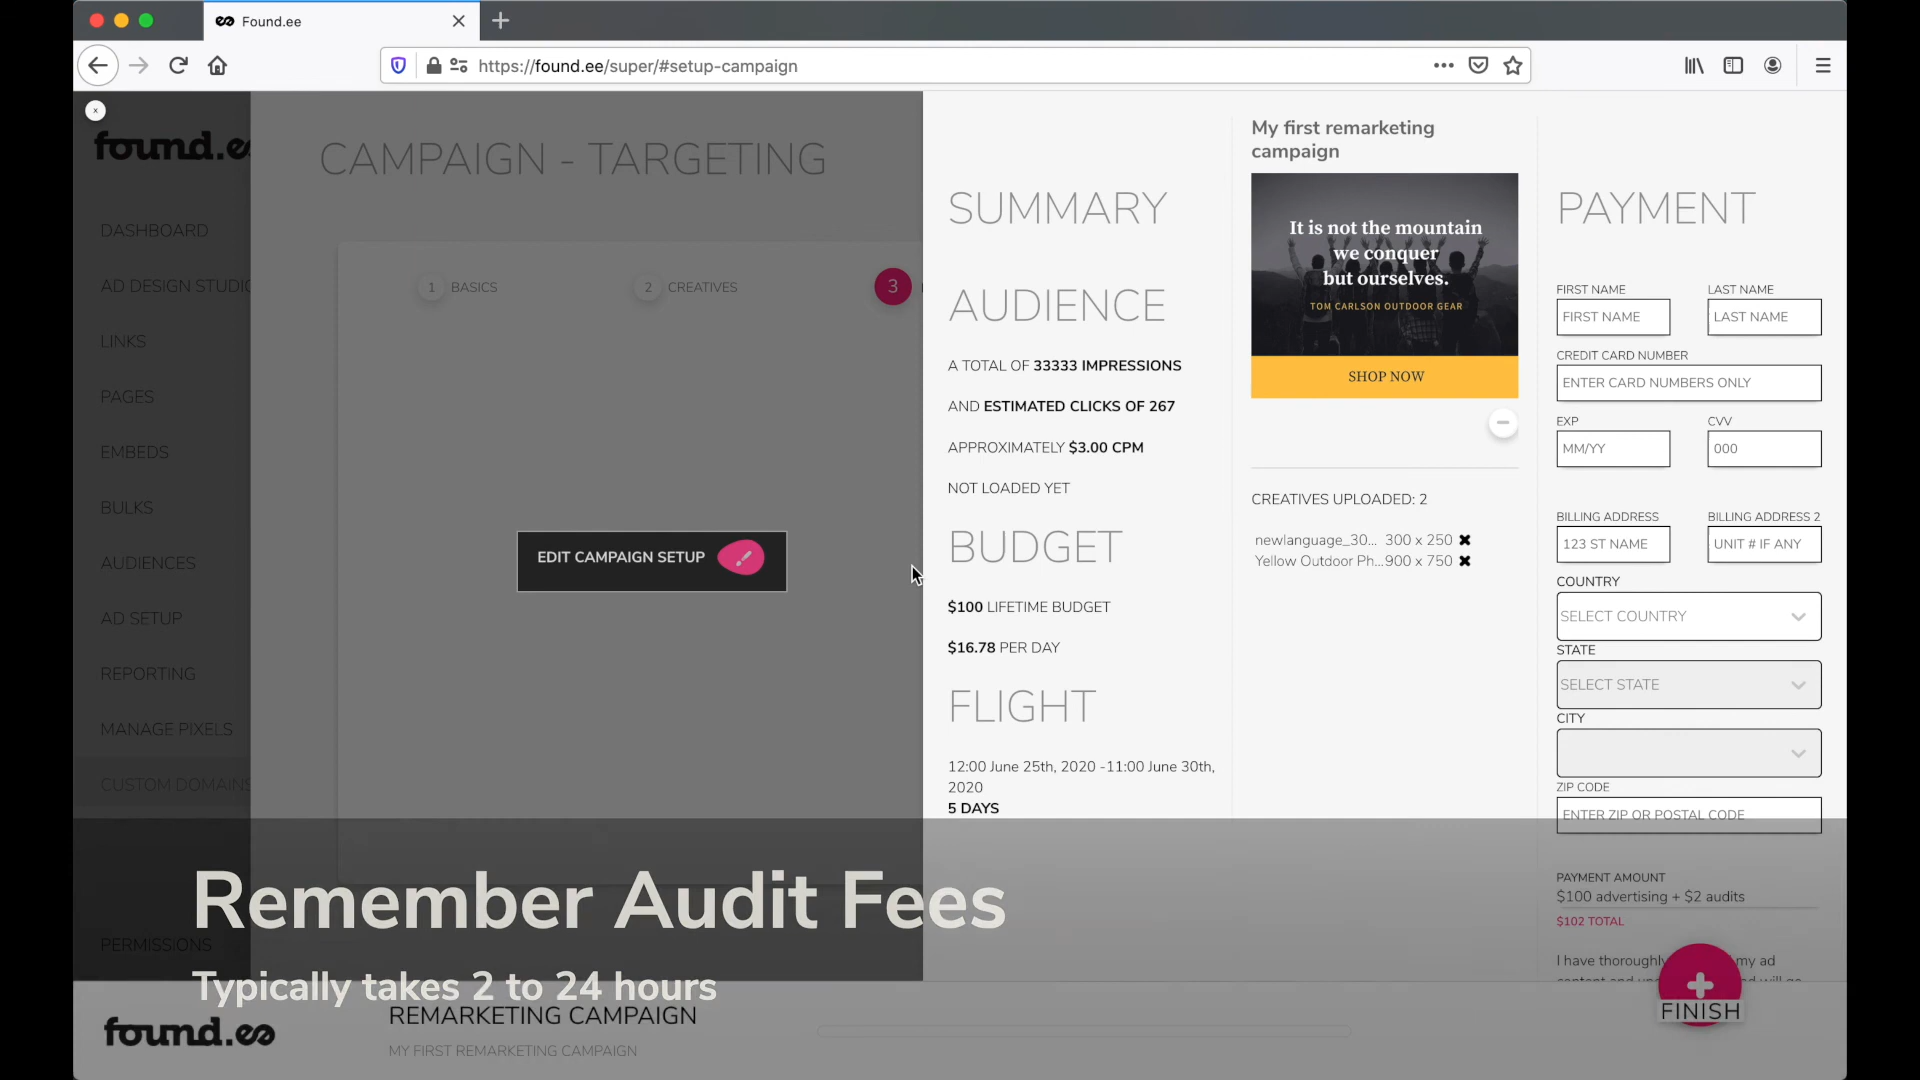 Found.ee
https://found.ee/super/#setup-campaign
x
found.ee
DASHBOARD
AD DESIGN STUDIO
LINKS
PAGES
EMBEDS
BULKS
AUDIENCES
AD SETUP
REPORTING
MANAGE PIXELS
CUSTOM DOMAINS
PERMISSIONS
CAMPAIGN - TARGETING
1 BASICS
2 CREATIVES
3
EDIT CAMPAIGN SETUP
SUMMARY
AUDIENCE
A TOTAL OF 33333 IMPRESSIONS
AND ESTIMATED CLICKS OF 267
APPROXIMATELY $3.00 CPM
NOT LOADED YET
BUDGET
$100 LIFETIME BUDGET
$16.78 PER DAY
FLIGHT
12:00 June 25th, 2020 -11:00 June 30th,
2020
5 DAYS
My first remarketing
campaign
It is not the mountain
we conquer
but ourselves.
TOM CARLSON OUTDOOR GEAR
SHOP NOW
CREATIVES UPLOADED: 2
newlanguage_30... 300 x 250
Yellow Outdoor Ph...900 x 750
PAYMENT
FIRST NAME LAST NAME
FIRST NAME LAST NAME
CREDIT CARD NUMBER
ENTER CARD NUMBERS ONLY
EXP CVV
MM/YY 000
BILLING ADDRESS BILLING ADDRESS 2
123 ST NAME UNIT # IF ANY
COUNTRY
SELECT COUNTRY
STATE
SELECT STATE
CITY
ZIP CODE
ENTER ZIP OR POSTAL CODE
PAYMENT AMOUNT
$100 advertising + $2 audits
$102 TOTAL
I have thoroughly my ad
FINISH
Remember Audit Fees
Typically takes 2 to 24 hours
found.ee
REMARKETING CAMPAIGN
MY FIRST REMARKETING CAMPAIGN